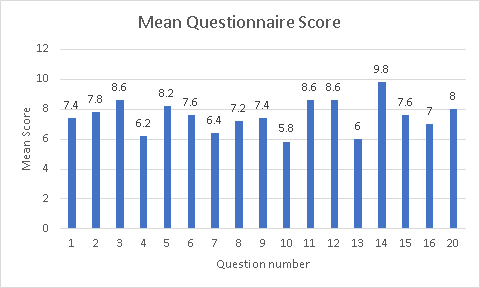 Mean Questionnaire Score
12
10
8
6
4
2
0
Mean Score
7.4 7.8 8.6 6.2 8.2 7.6 6.4 7.2 7.4 5.8 8.6 8.6 6 9.8 7.6 7 8
1 2 3 4 5 6 7 8 9 10 11 12 13 14 15 16 20
Question number